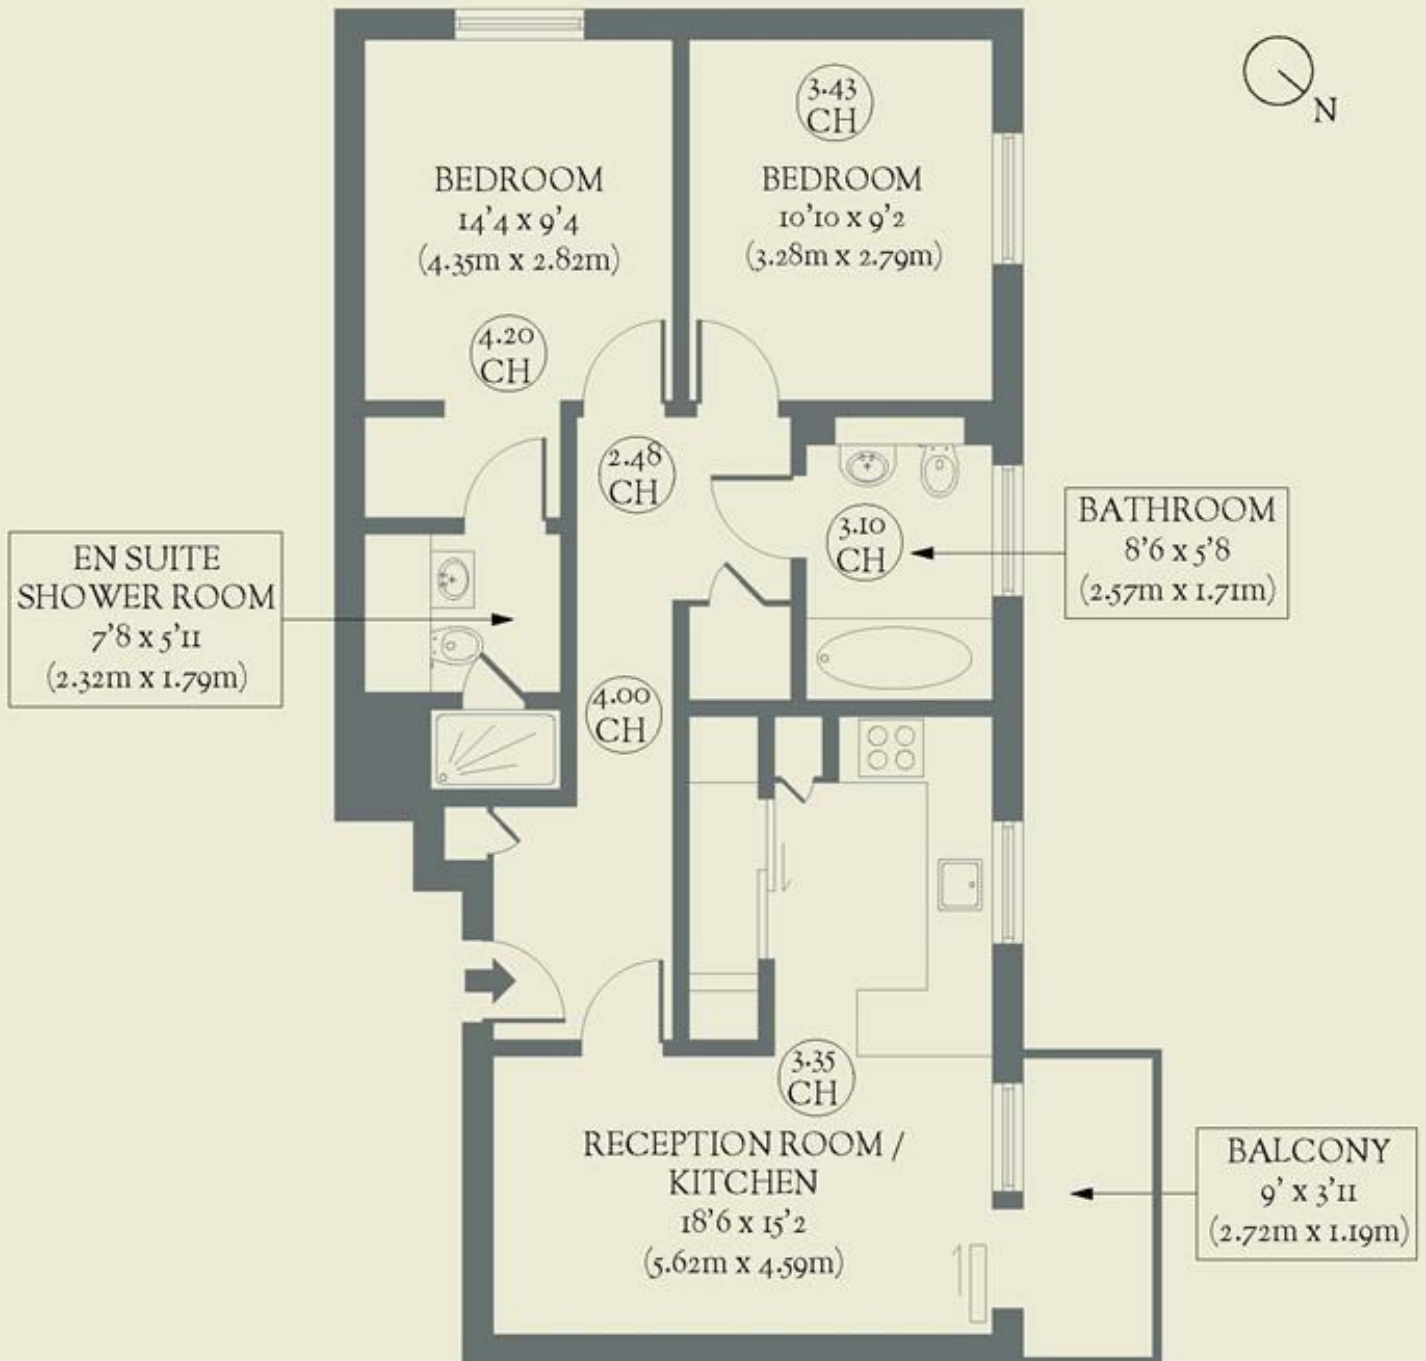 N
3.43
CH
BEDROOM
14'4 x 9'4
(4.35m x 2.82m)
BEDROOM
10'10 x 9'2
(3.28m x 2.79m)
4.20
CH
2.48
CH
3.10
CH
BATHROOM
8'6 x 5'8
(2.57m x 1.71m)
EN SUITE
SHOWER ROOM
7'8 x 5'11
(2.32m x 1.79m)
4.00
CH
3.35
CH
RECEPTION ROOM /
KITCHEN
18'6 x 15'2
(5.62m x 4.59m)
BALCONY
9' x 3'11
(2.72m x 1.19m)